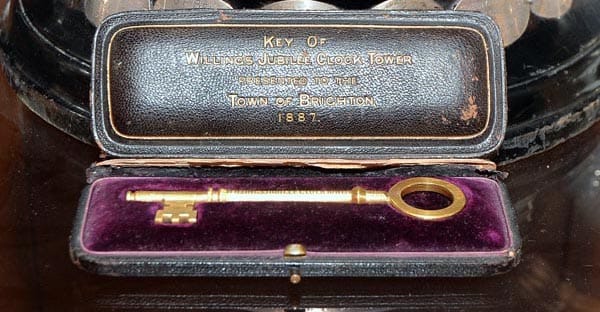 KEY OF
WILLING'S JUBILEE CLOCK TOWER
PRESENTED TO THE
TOWN OF BRIGHTON
1887.